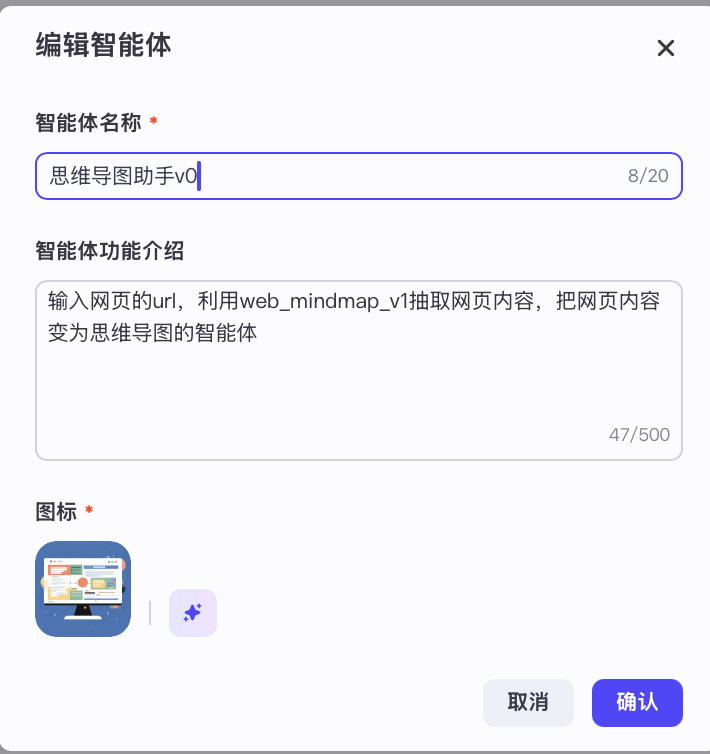 编辑智能体
智能体名称 *
思维导图助手v0
8/20
智能体功能介绍
输入网页的url，利用web_mindmap_v1抽取网页内容，把网页内容
变为思维导图的智能体
47/500
图标 *
取消
确认